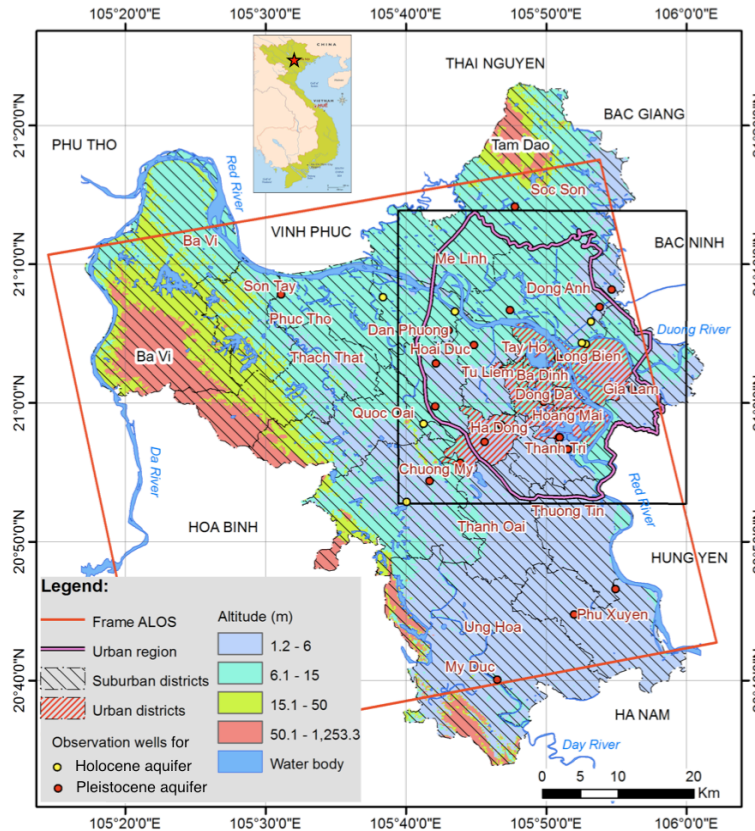 105°20'0"E
105°30'0"E
105°40'0"E
105°50'0"E
106°0'0"E
CHINA
VIETNAM
THAI NGUYEN
BAC GIANG
21°20'0"N
PHU THO
Tam Dao
Red River
Soc Son
Ba Vi
VINH PHUC
BAC NINH
21°10'0"N
Me Linh
Son Tay
Dong Anh
Phuc Tho
Dan Phuong
Duong River
Ba Vi
Thach That
Hoai Duc
Tay Ho
Long Bien
Tu Liem
Ba Dinh
Gia Lam
21°0'0"N
Dong Da
Quoc Oai
Hoang Mai
Ha Dong
Thanh Tri
Da River
Chuong My
Red River
Thuong Tin
HOA BINH
Thanh Oai
20°50'0"N
HUNG YEN
Legend:
Frame ALOS
Urban region
Suburban districts
Urban districts
Observation wells for
Holocene aquifer
Pleistocene aquifer
Altitude (m)
1.2 - 6
6.1 - 15
15.1 - 50
50.1 - 1,253.3
Water body
Phu Xuyen
Ung Hoa
My Duc
20°40'0"N
HA NAM
Day River
0 5 10 20
Km
105°20'0"E
105°30'0"E
105°40'0"E
105°50'0"E
106°0'0"E